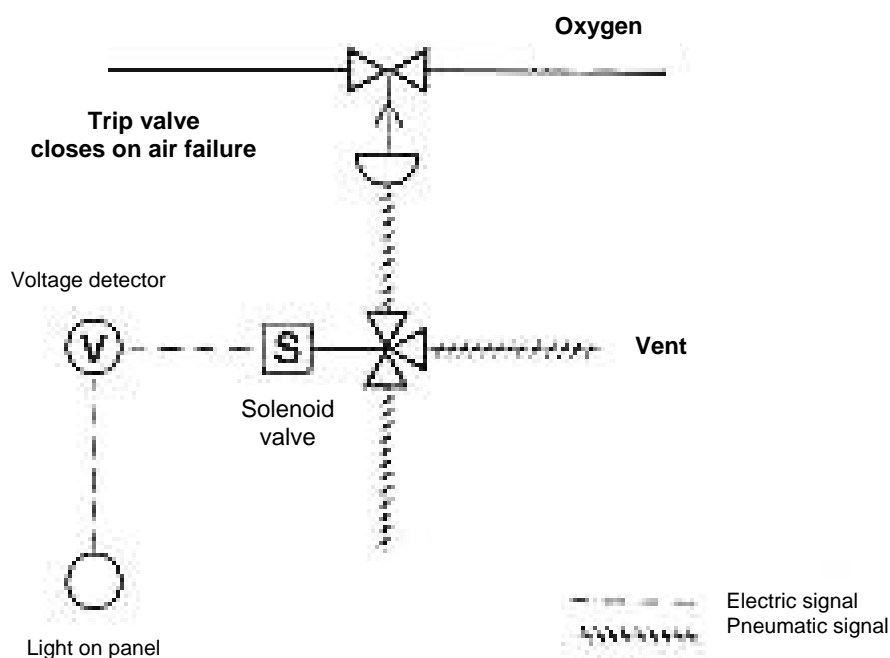 Oxygen
Trip valve
closes on air failure
Voltage detector
V
S
Vent
Solenoid
valve
Electric signal
Pneumatic signal
Light on panel